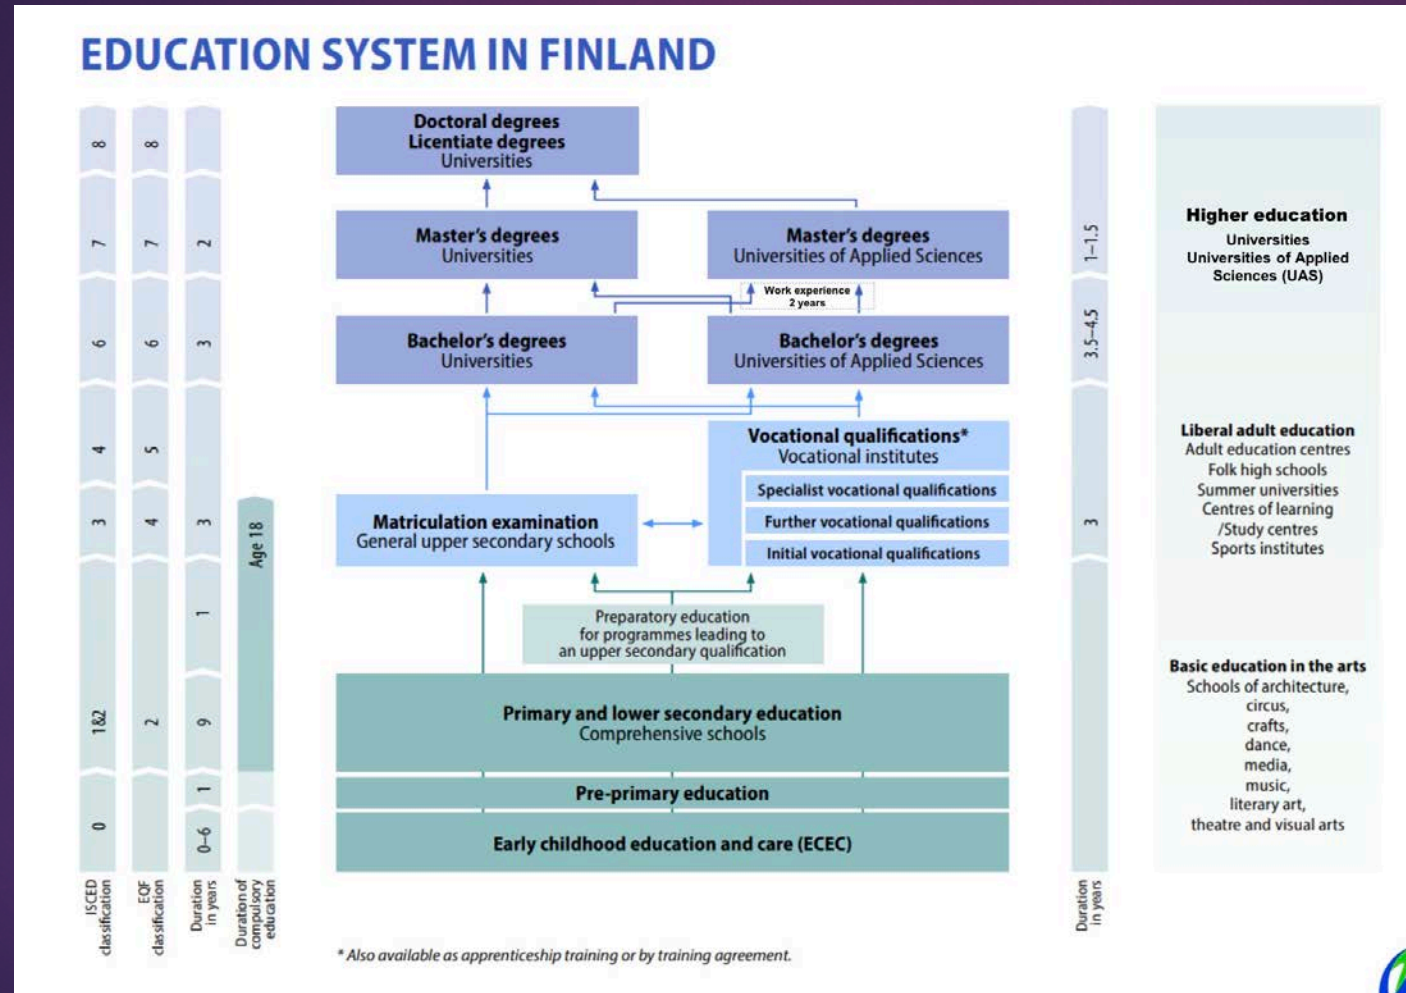 EDUCATION SYSTEM IN FINLAND
8
7
6
4
3
1&2
0
ISCED
classification
8
7
6
5
4
2
EQF
classification
2
3
3
1
9
1
0–6
Duration
in years
Age 18
Duration of
compulsory
education
Doctoral degrees
Licentiate degrees
Universities
Master's degrees
Universities
Master's degrees
Universities of Applied Sciences
Work experience
2 years
Bachelor's degrees
Universities
Bachelor's degrees
Universities of Applied Sciences
Vocational qualifications*
Vocational institutes
Specialist vocational qualifications
Further vocational qualifications
Initial vocational qualifications
Matriculation examination
General upper secondary schools
Preparatory education
for programmes leading to
an upper secondary qualification
Primary and lower secondary education
Comprehensive schools
Pre-primary education
Early childhood education and care (ECEC)
* Also available as apprenticeship training or by training agreement.
1–1.5
3.5–4.5
3
Duration
in years
Higher education
Universities
Universities of Applied
Sciences (UAS)
Liberal adult education
Adult education centres
Folk high schools
Summer universities
Centres of learning
/Study centres
Sports institutes
Basic education in the arts
Schools of architecture,
circus,
crafts,
dance,
media,
music,
literary art,
theatre and visual arts